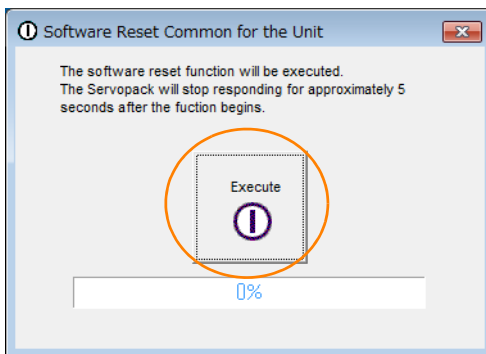 Software Reset Common for the Unit
The software reset function will be executed.
The Servopack will stop responding for approximately 5
seconds after the fuction begins.
Execute
0%